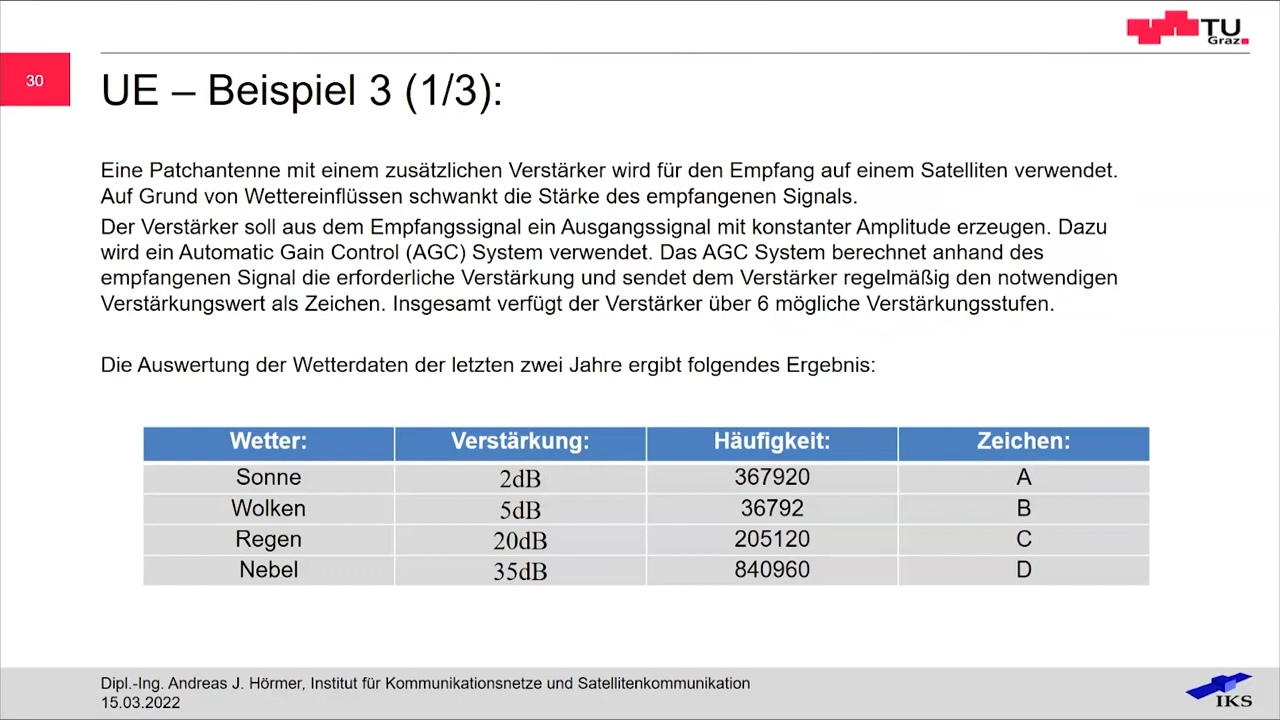 TU
Graz
30
UE – Beispiel 3 (1/3):
Eine Patchantenne mit einem zusätzlichen Verstärker wird für den Empfang auf einem Satelliten verwendet.
Auf Grund von Wettereinflüssen schwankt die Stärke des empfangenen Signals.
Der Verstärker soll aus dem Empfangssignal ein Ausgangssignal mit konstanter Amplitude erzeugen. Dazu
wird ein Automatic Gain Control (AGC) System verwendet. Das AGC System berechnet anhand des
empfangenen Signal die erforderliche Verstärkung und sendet dem Verstärker regelmäßig den notwendigen
Verstärkungswert als Zeichen. Insgesamt verfügt der Verstärker über 6 mögliche Verstärkungsstufen.
Die Auswertung der Wetterdaten der letzten zwei Jahre ergibt folgendes Ergebnis:
Wetter: Verstärkung: Häufigkeit: Zeichen:
Sonne 2dB 367920 A
Wolken 5dB 36792 B
Regen 20dB 205120 C
Nebel 35dB 840960 D
Dipl.-Ing. Andreas J. Hörmer, Institut für Kommunikationsnetze und Satellitenkommunikation
15.03.2022
IKS